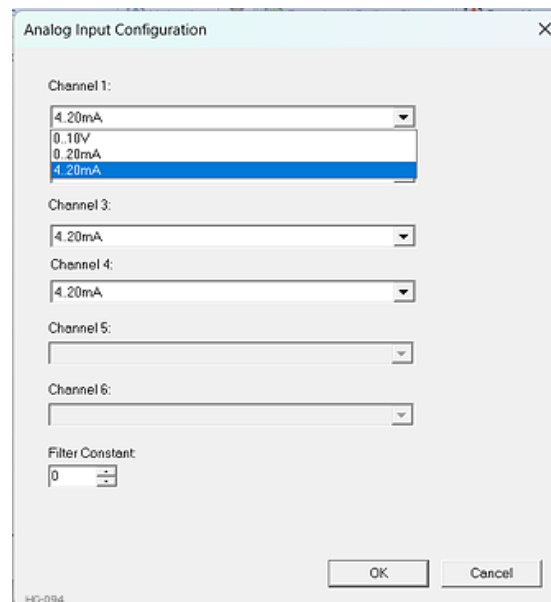 Analog Input Configuration
Channel 1:
4..20mA
0..10V
0..20mA
4..20mA
Channel 3:
4..20mA
Channel 4:
4..20mA
Channel 5:
Channel 6:
Filter Constant:
0
OK
Cancel
HG-094